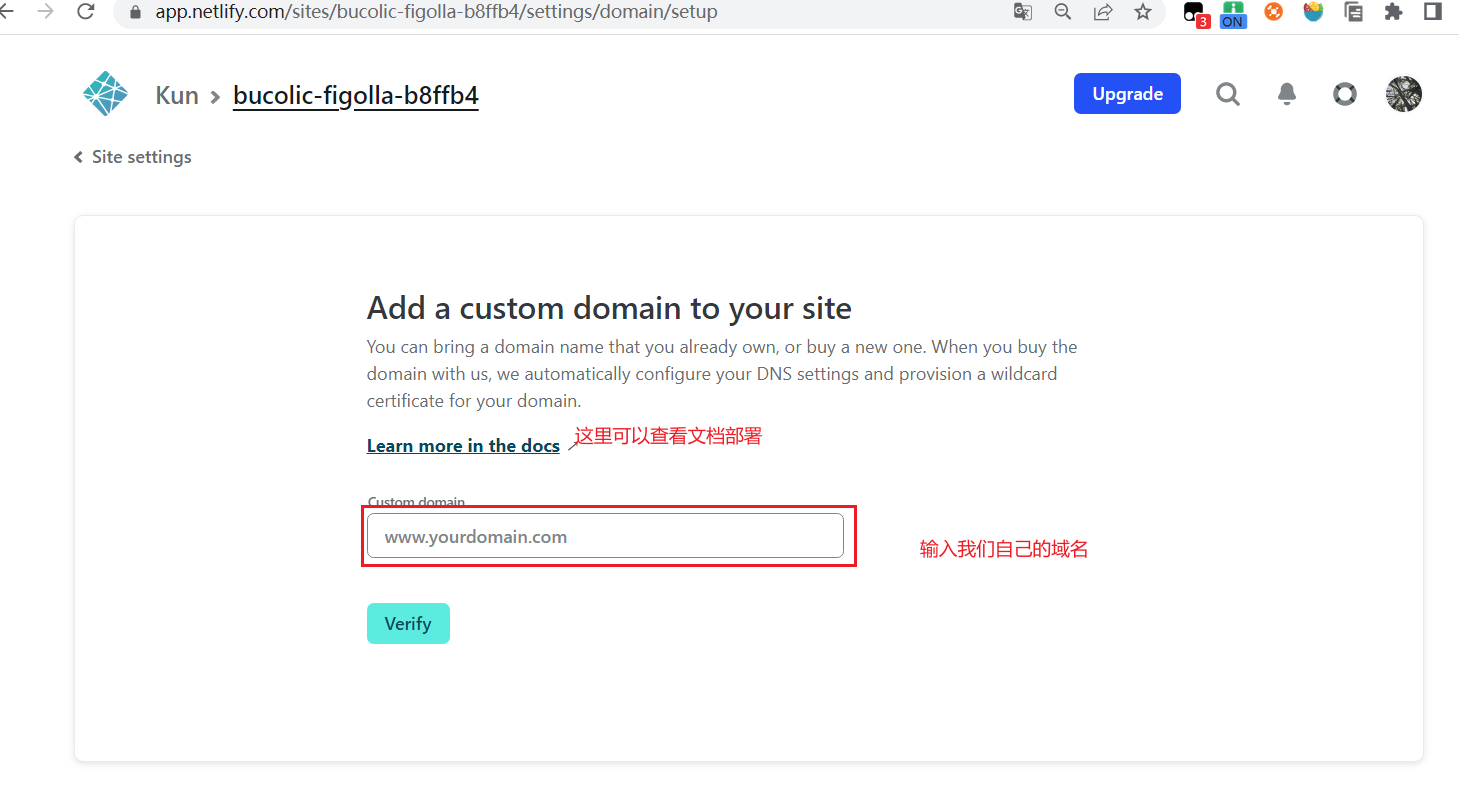 app.netlify.com/sites/bucolic-figolla-b8ffb4/settings/domain/setup
3
ON
Kun
bucolic-figolla-b8ffb4
Upgrade
Site settings
Add a custom domain to your site
You can bring a domain name that you already own, or buy a new one. When you buy the
domain with us, we automatically configure your DNS settings and provision a wildcard
certificate for your domain.
Learn more in the docs
这里可以查看文档部署
Custom domain
www.yourdomain.com
输入我们自己的域名
Verify